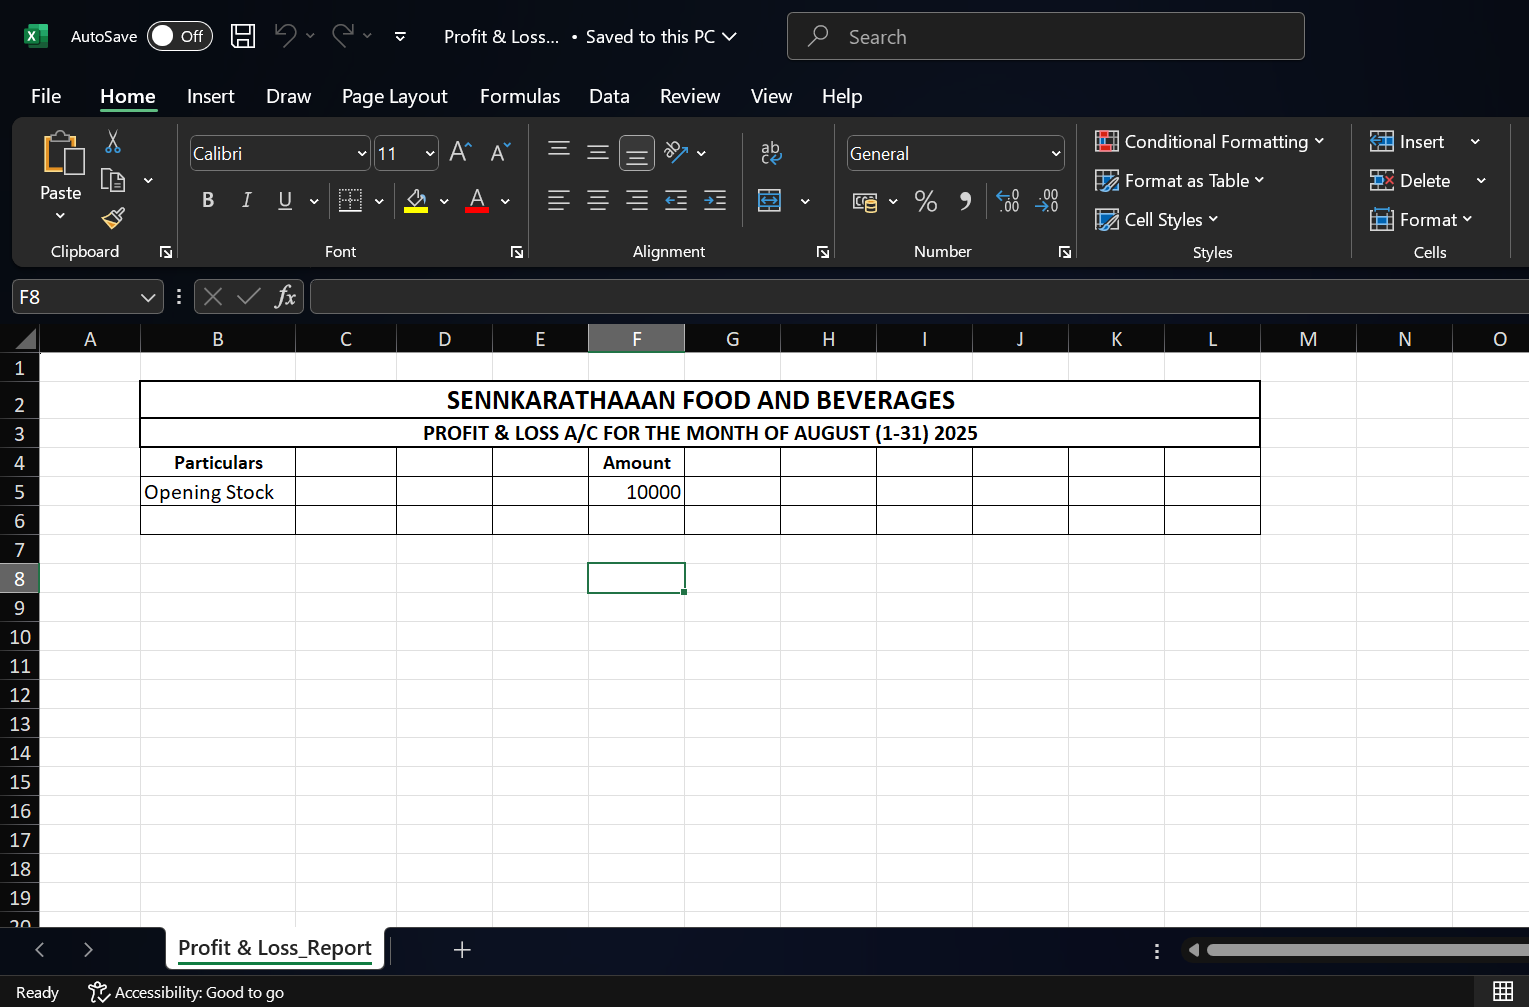 AutoSave Off Profit & Loss... • Saved to this PC Search
File Home Insert Draw Page Layout Formulas Data Review View Help
Paste
Clipboard
Calibri 11
B I U A
Font
ab
Alignment
General
% 9 .00 .00
Number
Conditional Formatting
Format as Table
Cell Styles
Styles
Insert
Delete
Format
Cells
F8 fx
A B C D E F G H I J K L M N O
1
2 SENNKARATHAAAN FOOD AND BEVERAGES
3 PROFIT & LOSS A/C FOR THE MONTH OF AUGUST (1-31) 2025
4 Particulars Amount
5 Opening Stock 10000
6
7
8
9
10
11
12
13
14
15
16
17
18
19
20
Profit & Loss_Report
Ready Accessibility: Good to go